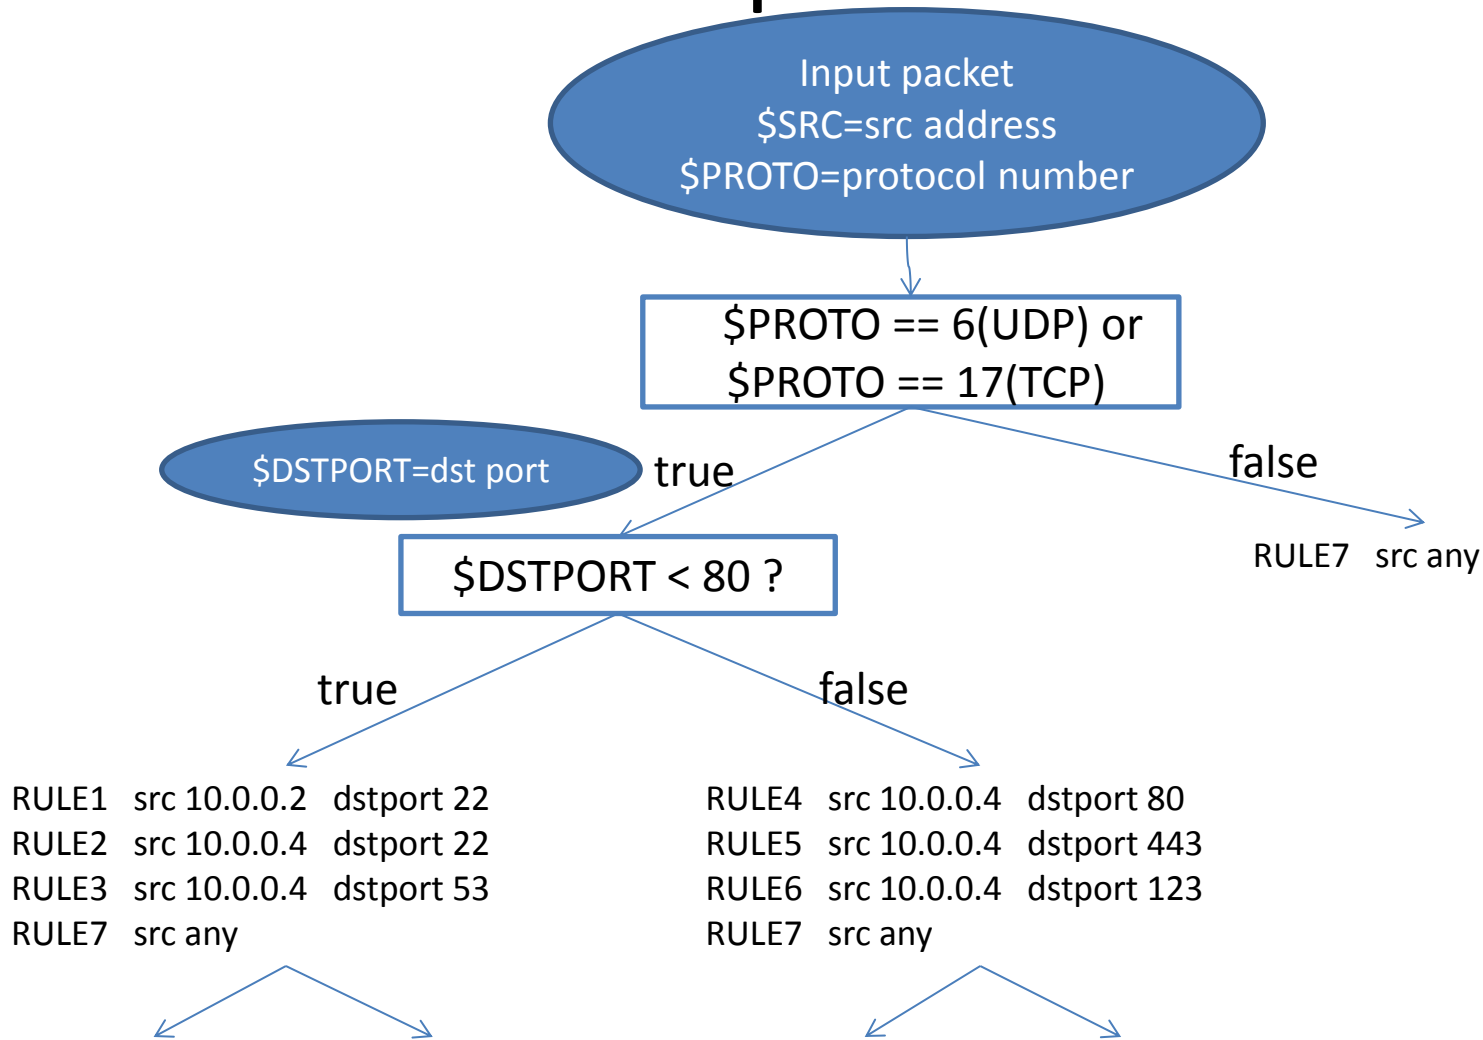 Input packet
$SRC=src address
$PROTO=protocol number
$PROTO == 6(UDP) or
$PROTO == 17(TCP)
$DSTPORT=dst port
true
false
RULE7 src any
$DSTPORT < 80 ?
true
false
RULE1 src 10.0.0.2 dstport 22
RULE2 src 10.0.0.4 dstport 22
RULE3 src 10.0.0.4 dstport 53
RULE7 src any
RULE4 src 10.0.0.4 dstport 80
RULE5 src 10.0.0.4 dstport 443
RULE6 src 10.0.0.4 dstport 123
RULE7 src any